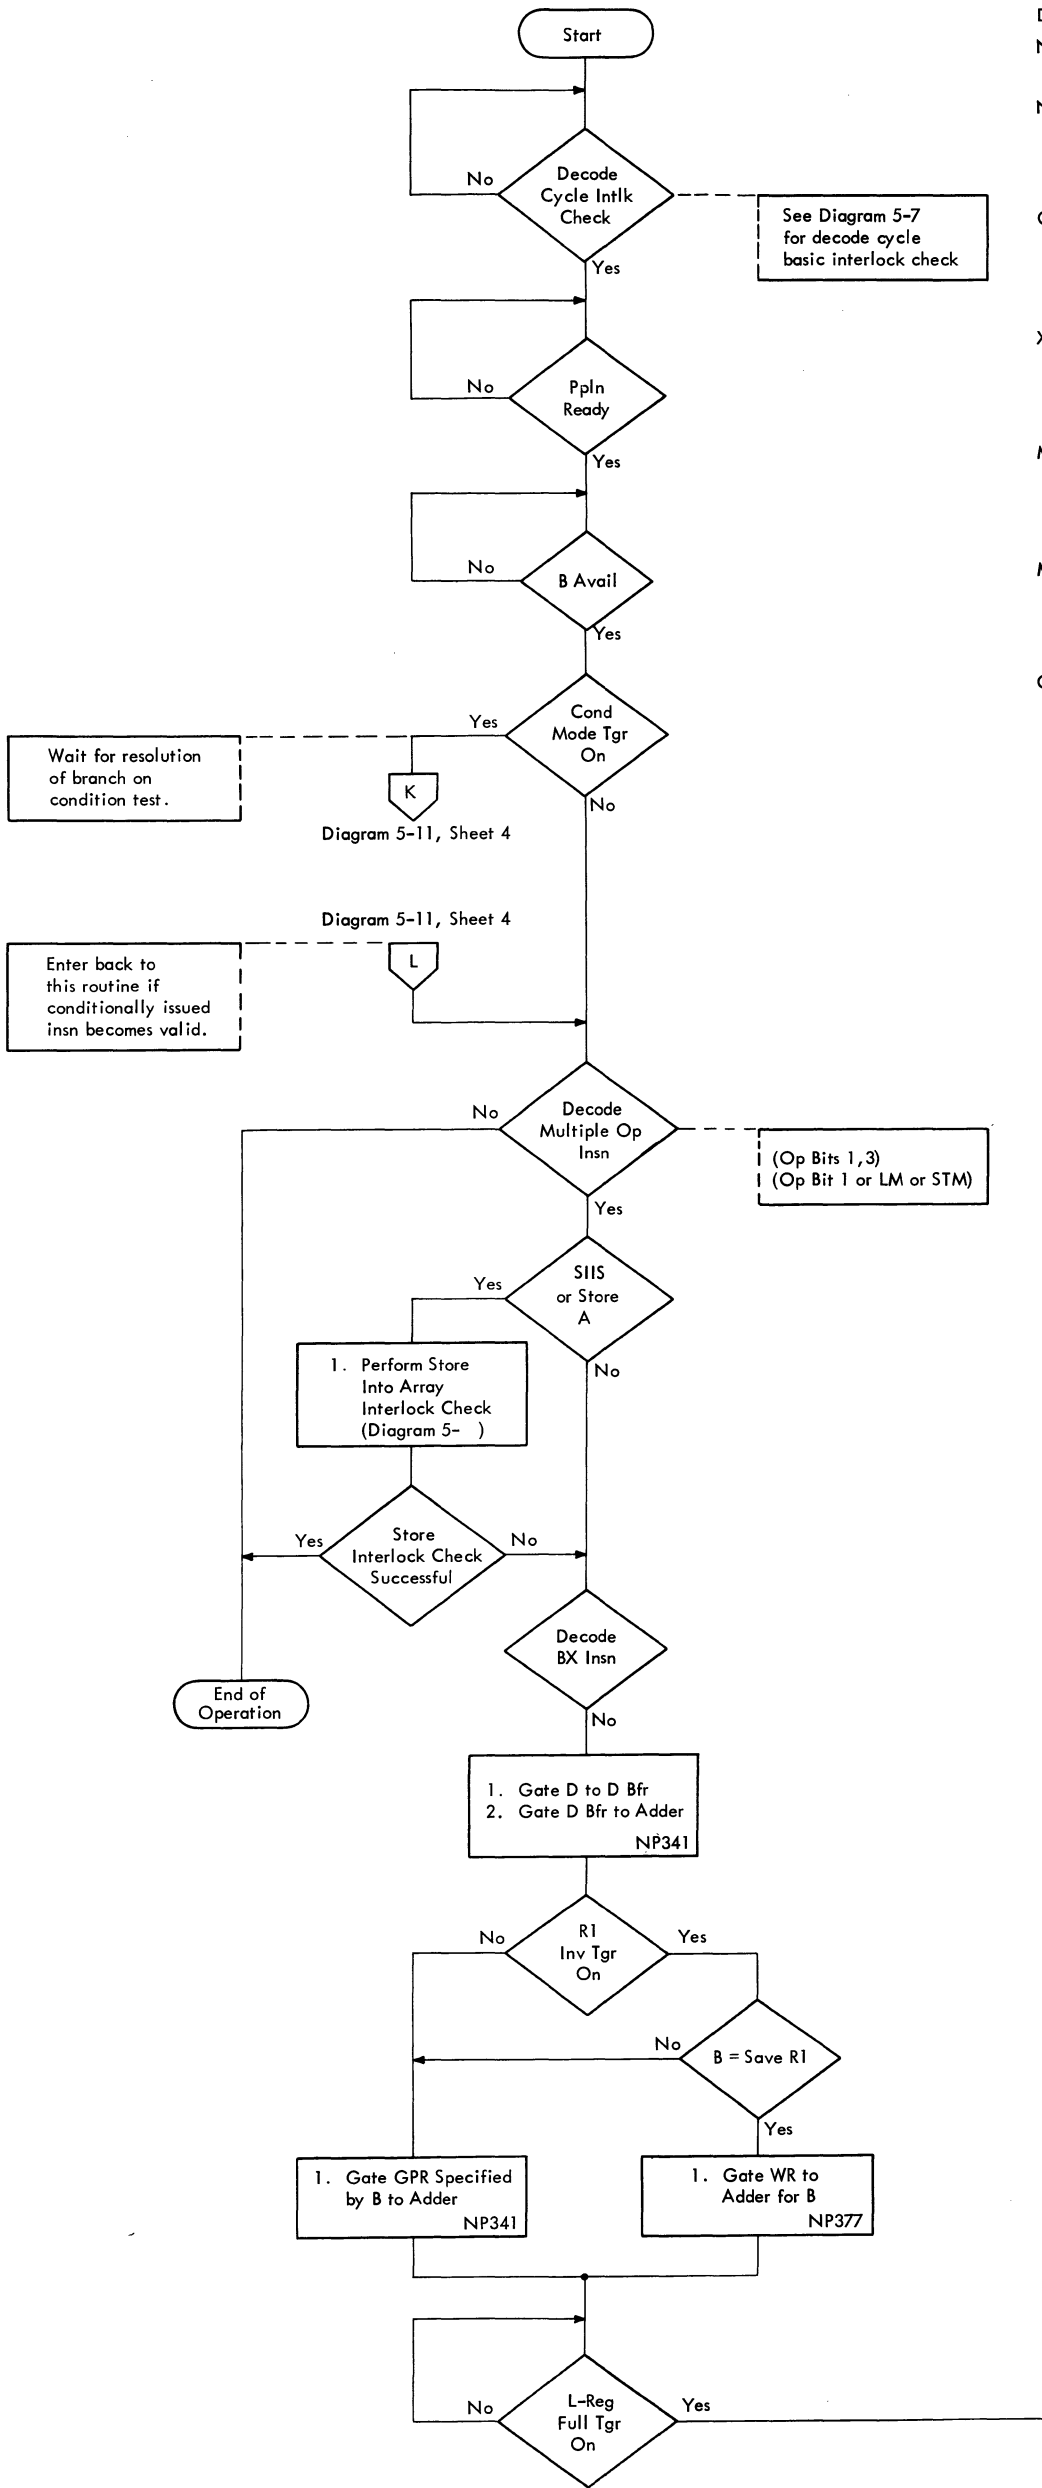 Start
Decode
Cycle Intlk
Check
No
Yes
See Diagram 5-7
for decode cycle
basic interlock check
Ppln
Ready
No
Yes
B Avail
No
Yes
Cond
Mode Tgr
On
Yes
No
Wait for resolution
of branch on
condition test.
K
Diagram 5-11, Sheet 4
Diagram 5-11, Sheet 4
L
Enter back to
this routine if
conditionally issued
insn becomes valid.
Decode
Multiple Op
Insn
No
Yes
(Op Bits 1,3)
(Op Bit 1 or LM or STM)
SIIS
or Store
A
Yes
No
1. Perform Store
Into Array
Interlock Check
(Diagram 5-   )
Store
Interlock Check
Successful
Yes
No
Decode
BX Insn
No
End of
Operation
1. Gate D to D Bfr
2. Gate D Bfr to Adder
NP341
R1
Inv Tgr
On
No
Yes
B = Save R1
No
Yes
1. Gate GPR Specified
by B to Adder
NP341
1. Gate WR to
Adder for B
NP377
L-Reg
Full Tgr
On
No
Yes